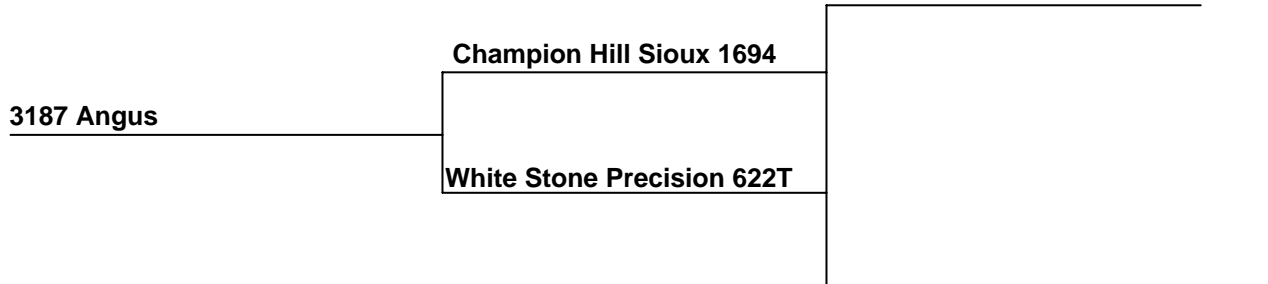 Champion Hill Sioux 1694
3187 Angus
White Stone Precision 622T